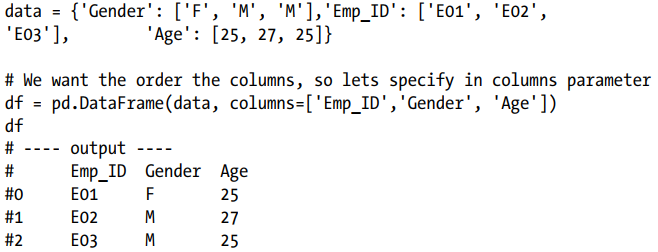 data = {'Gender': ['F', 'M', 'M'],'Emp_ID': ['E01', 'E02',
'E03'],        'Age': [25, 27, 25]}
# We want the order the columns, so lets specify in columns parameter
df = pd.DataFrame(data, columns=['Emp_ID','Gender', 'Age'])
df
# ---- output ----
#      Emp_ID  Gender  Age
#0     E01     F       25
#1     E02     M       27
#2     E03     M       25